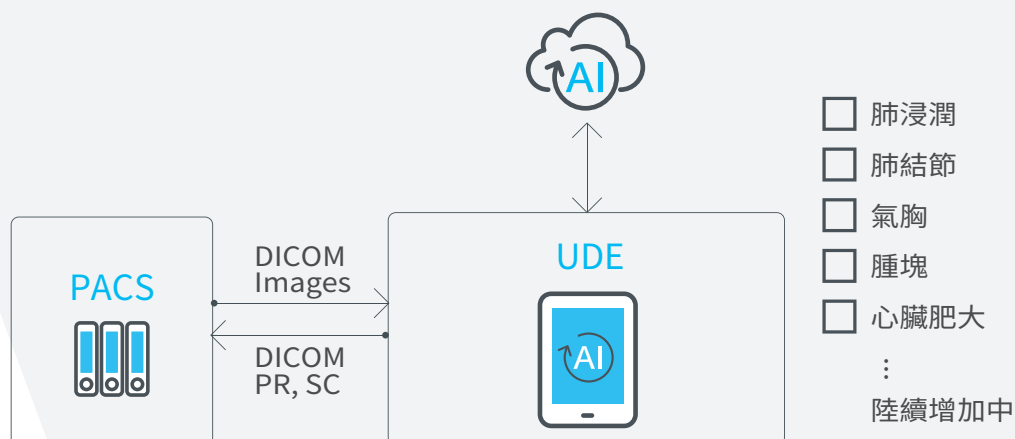 AI
PACS
DICOM
Images
DICOM
PR, SC
UDE
AI
肺浸潤
肺結節
氣胸
腫塊
心臟肥大
⋮
陸續增加中